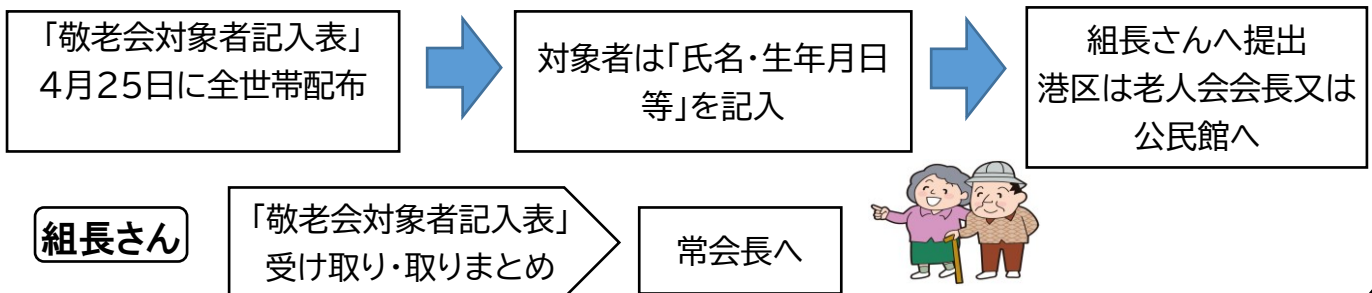 「敬老会対象者記入表」
4月25日に全世帯配布
対象者は「氏名・生年月日
等」を記入
組長さんへ提出
港区は老人会会長又は
公民館へ
組長さん
「敬老会対象者記入表」
受け取り・取りまとめ
常会長へ